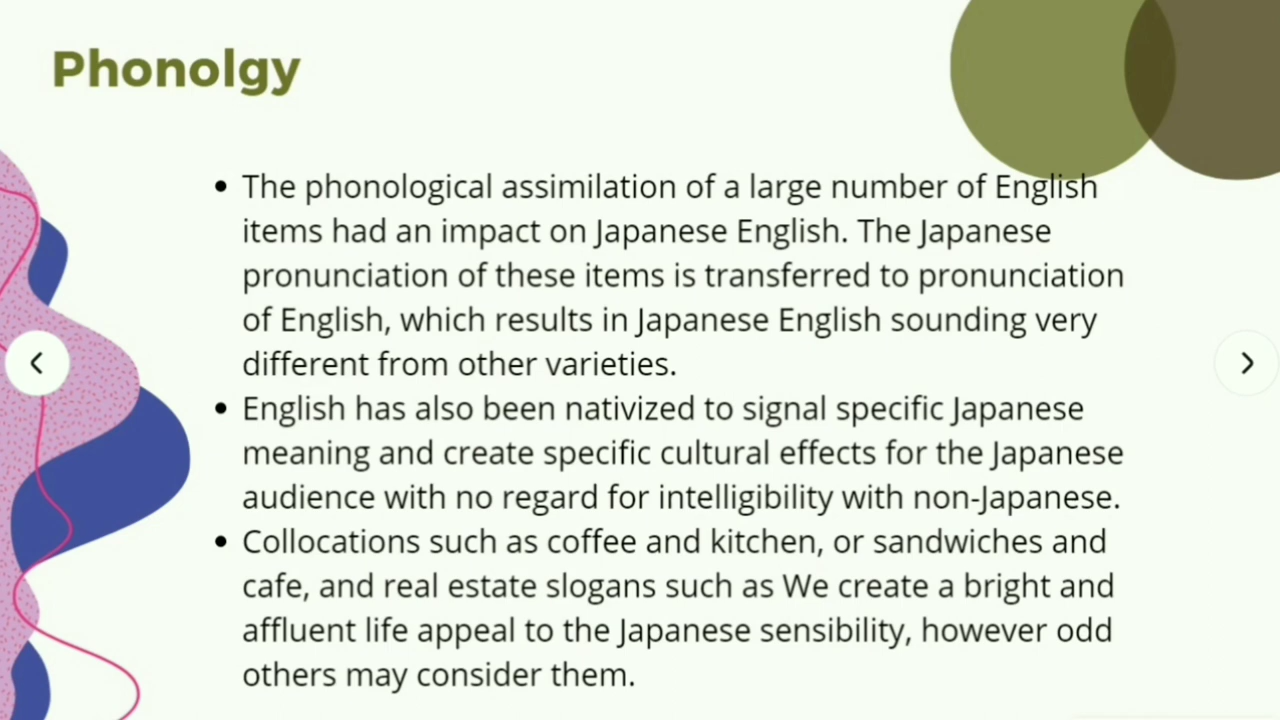 Phonolgy
• The phonological assimilation of a large number of English
items had an impact on Japanese English. The Japanese
pronunciation of these items is transferred to pronunciation
of English, which results in Japanese English sounding very
different from other varieties.
• English has also been nativized to signal specific Japanese
meaning and create specific cultural effects for the Japanese
audience with no regard for intelligibility with non-Japanese.
• Collocations such as coffee and kitchen, or sandwiches and
cafe, and real estate slogans such as We create a bright and
affluent life appeal to the Japanese sensibility, however odd
others may consider them.